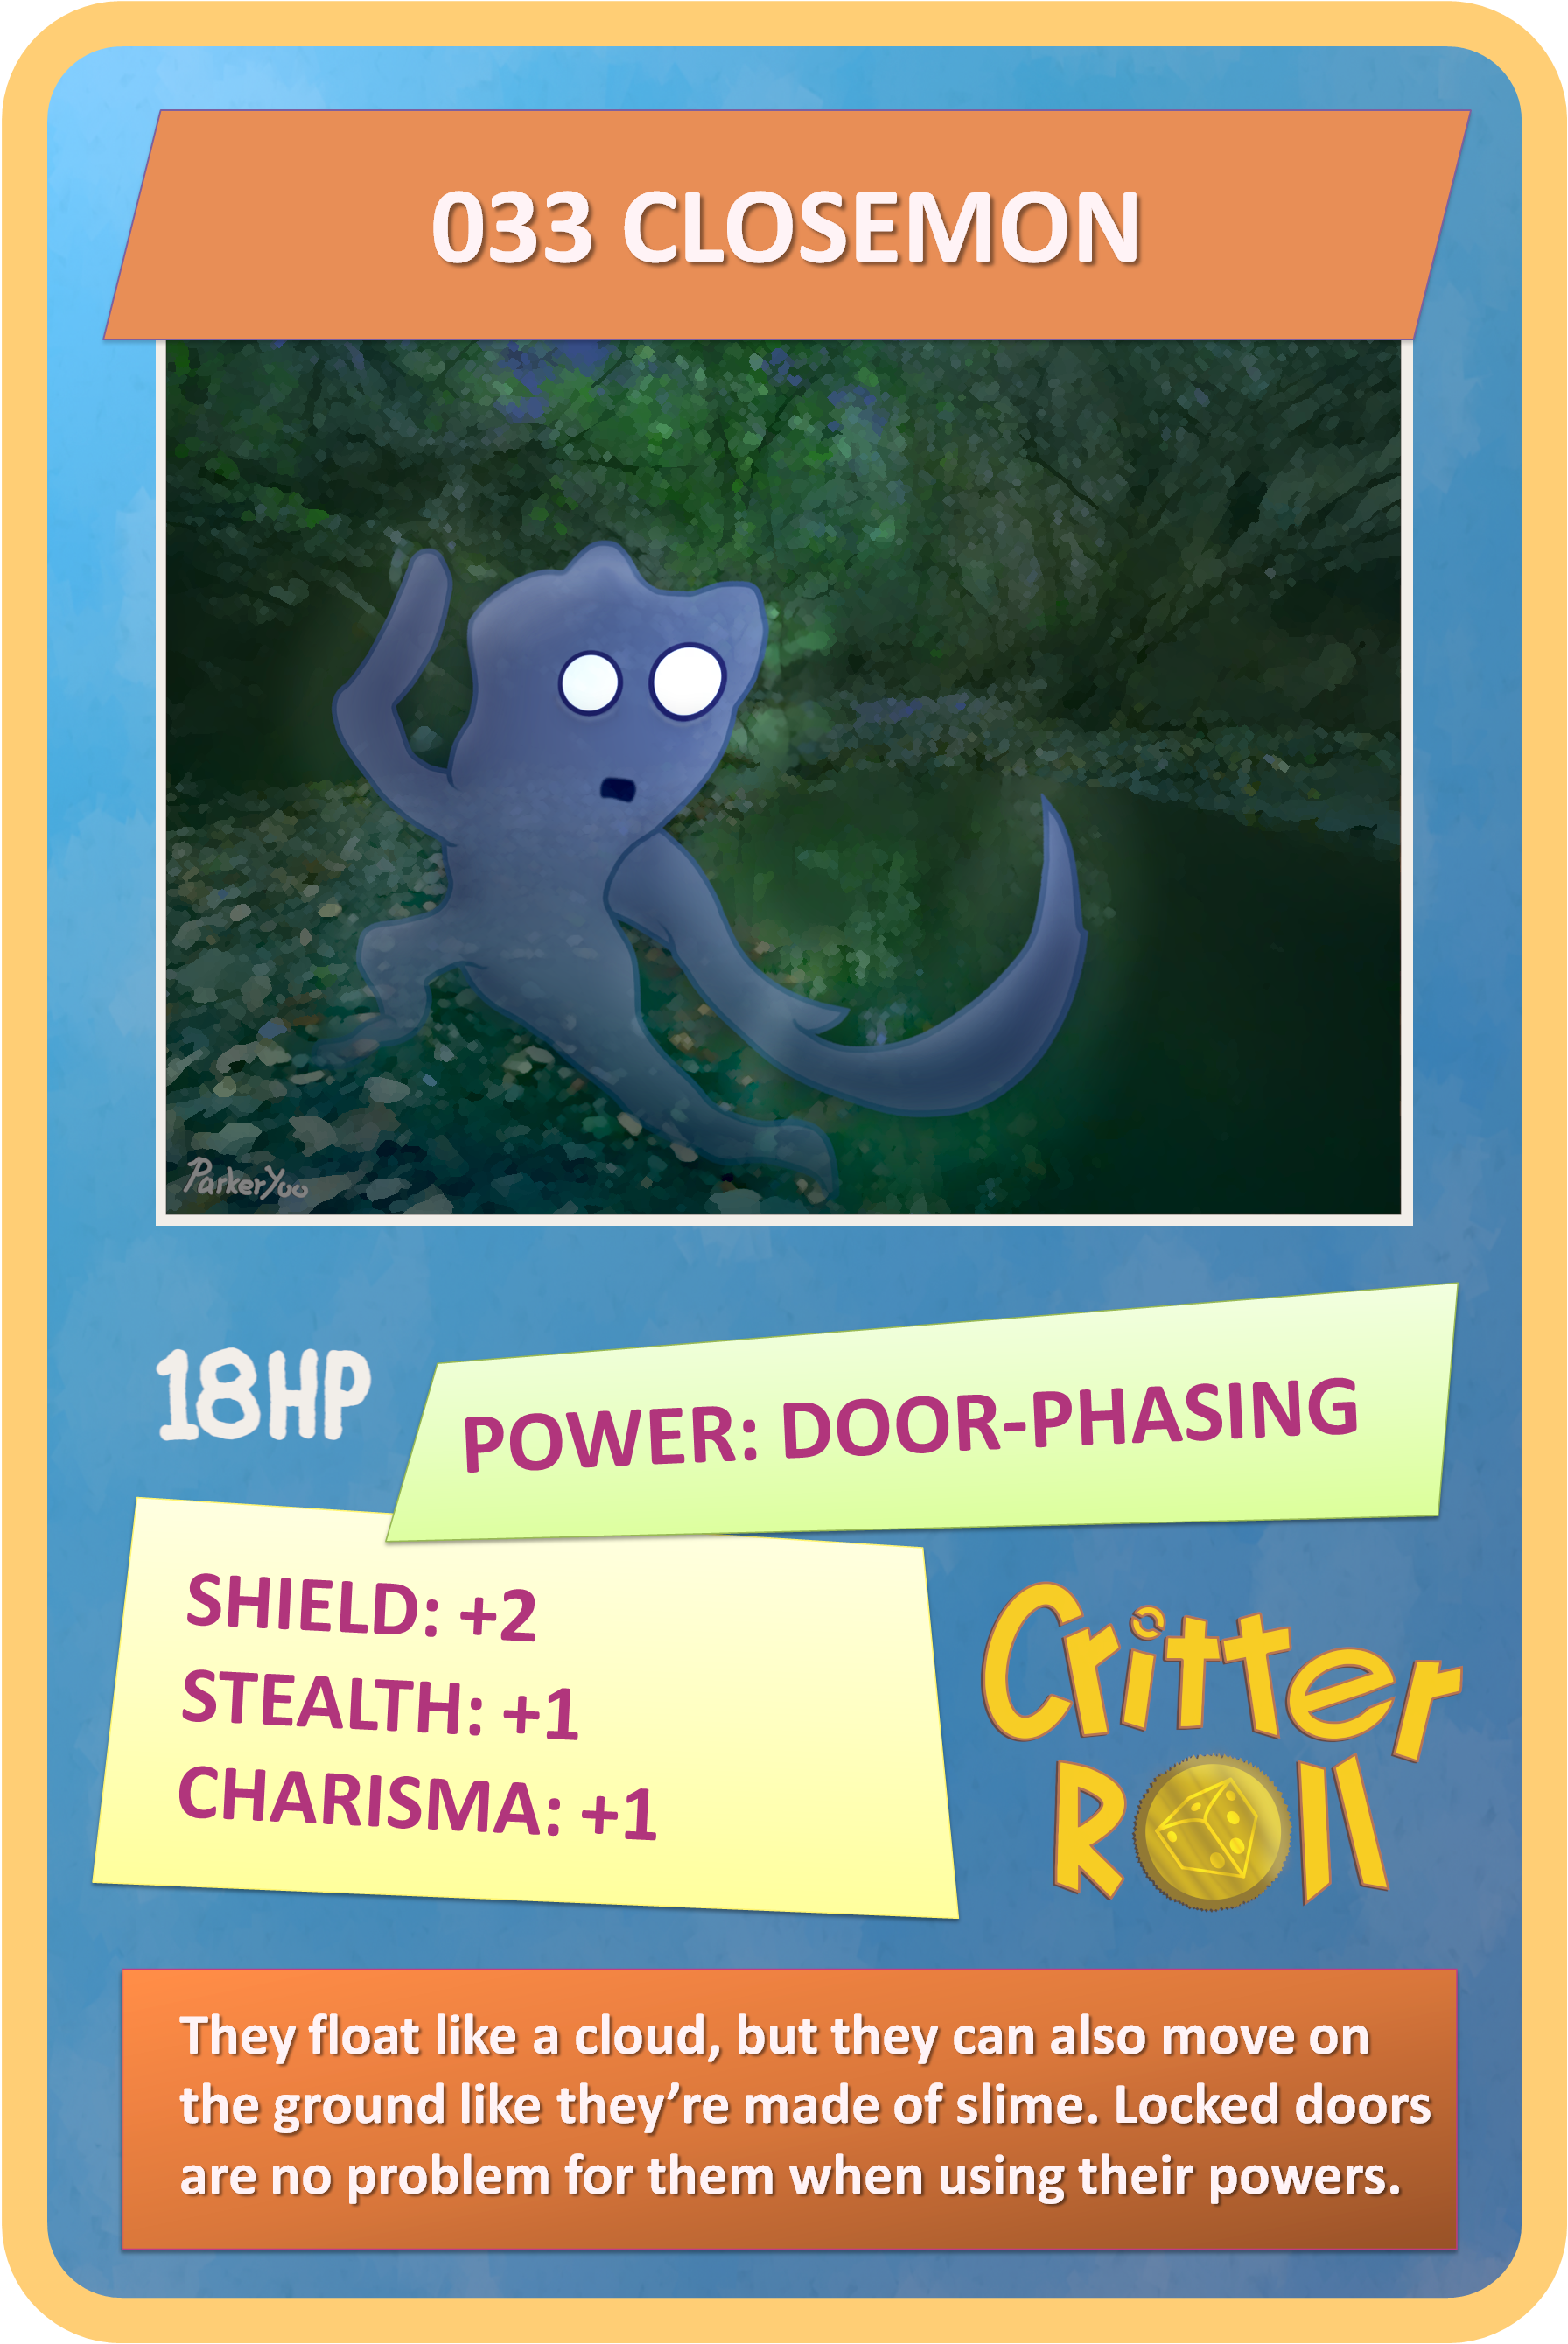 033 CLOSEMON
ParkerYoo
18HP
POWER: DOOR-PHASING
SHIELD: +2
STEALTH: +1
CHARISMA: +1
Critter
Roll
They float like a cloud, but they can also move on
the ground like they’re made of slime. Locked doors
are no problem for them when using their powers.